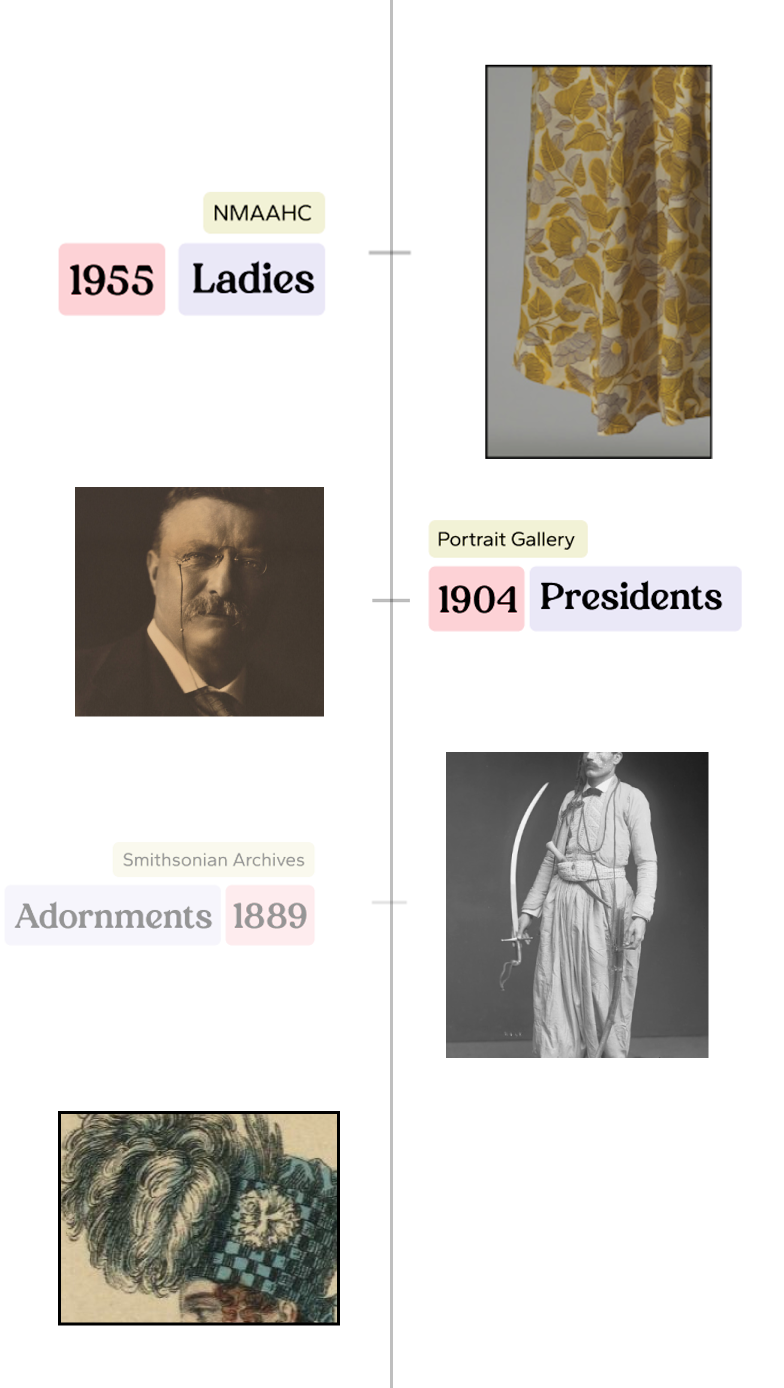 NMAAHC
1955 Ladies
Portrait Gallery
1904 Presidents
Smithsonian Archives
Adornments 1889